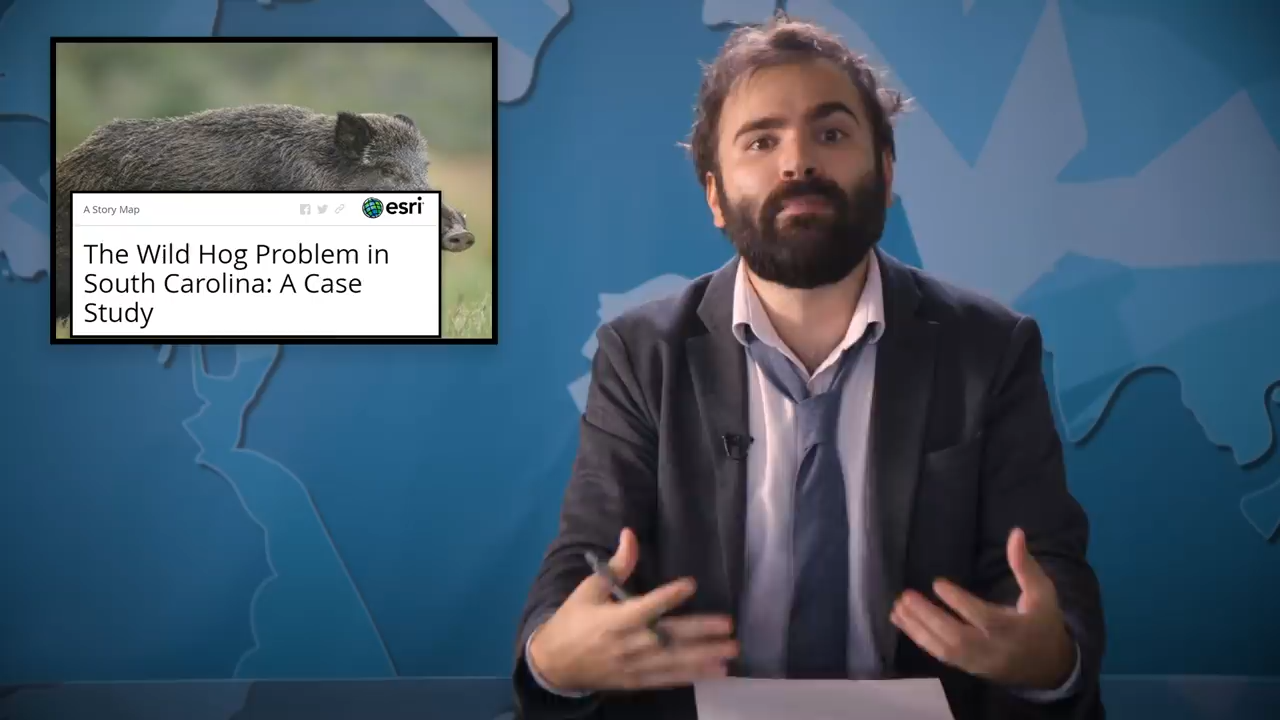 A Story Map
esri
The Wild Hog Problem in
South Carolina: A Case
Study